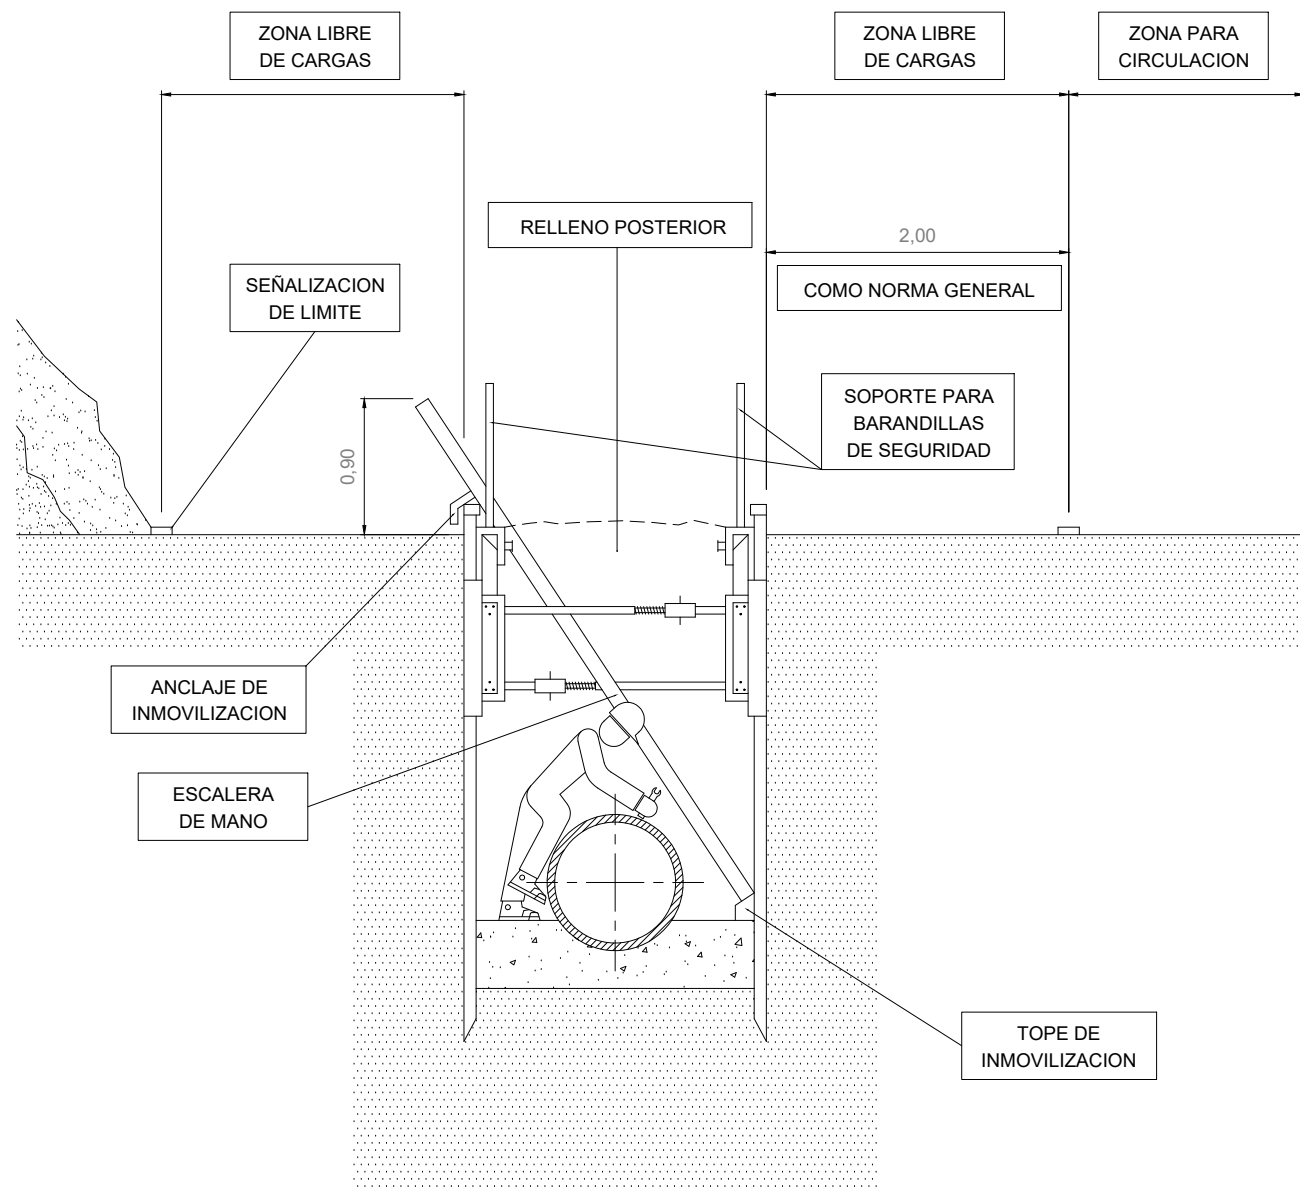 ZONA LIBRE
DE CARGAS
ZONA LIBRE
DE CARGAS
ZONA PARA
CIRCULACION
RELLENO POSTERIOR
2,00
COMO NORMA GENERAL
SEÑALIZACION
DE LIMITE
SOPORTE PARA
BARANDILLAS
DE SEGURIDAD
0,90
ANCLAJE DE
INMOVILIZACION
ESCALERA
DE MANO
TOPE DE
INMOVILIZACION